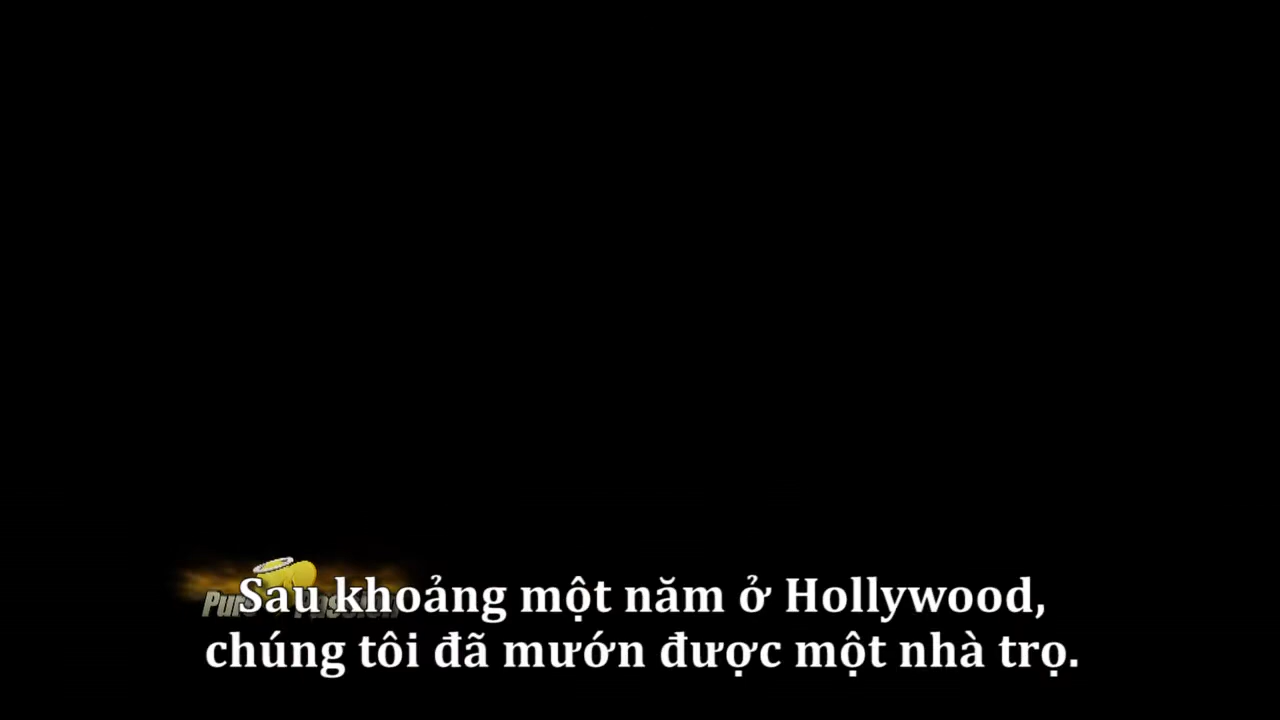 Sau khoảng một năm ở Hollywood,
chúng tôi đã mướn được một nhà trọ.